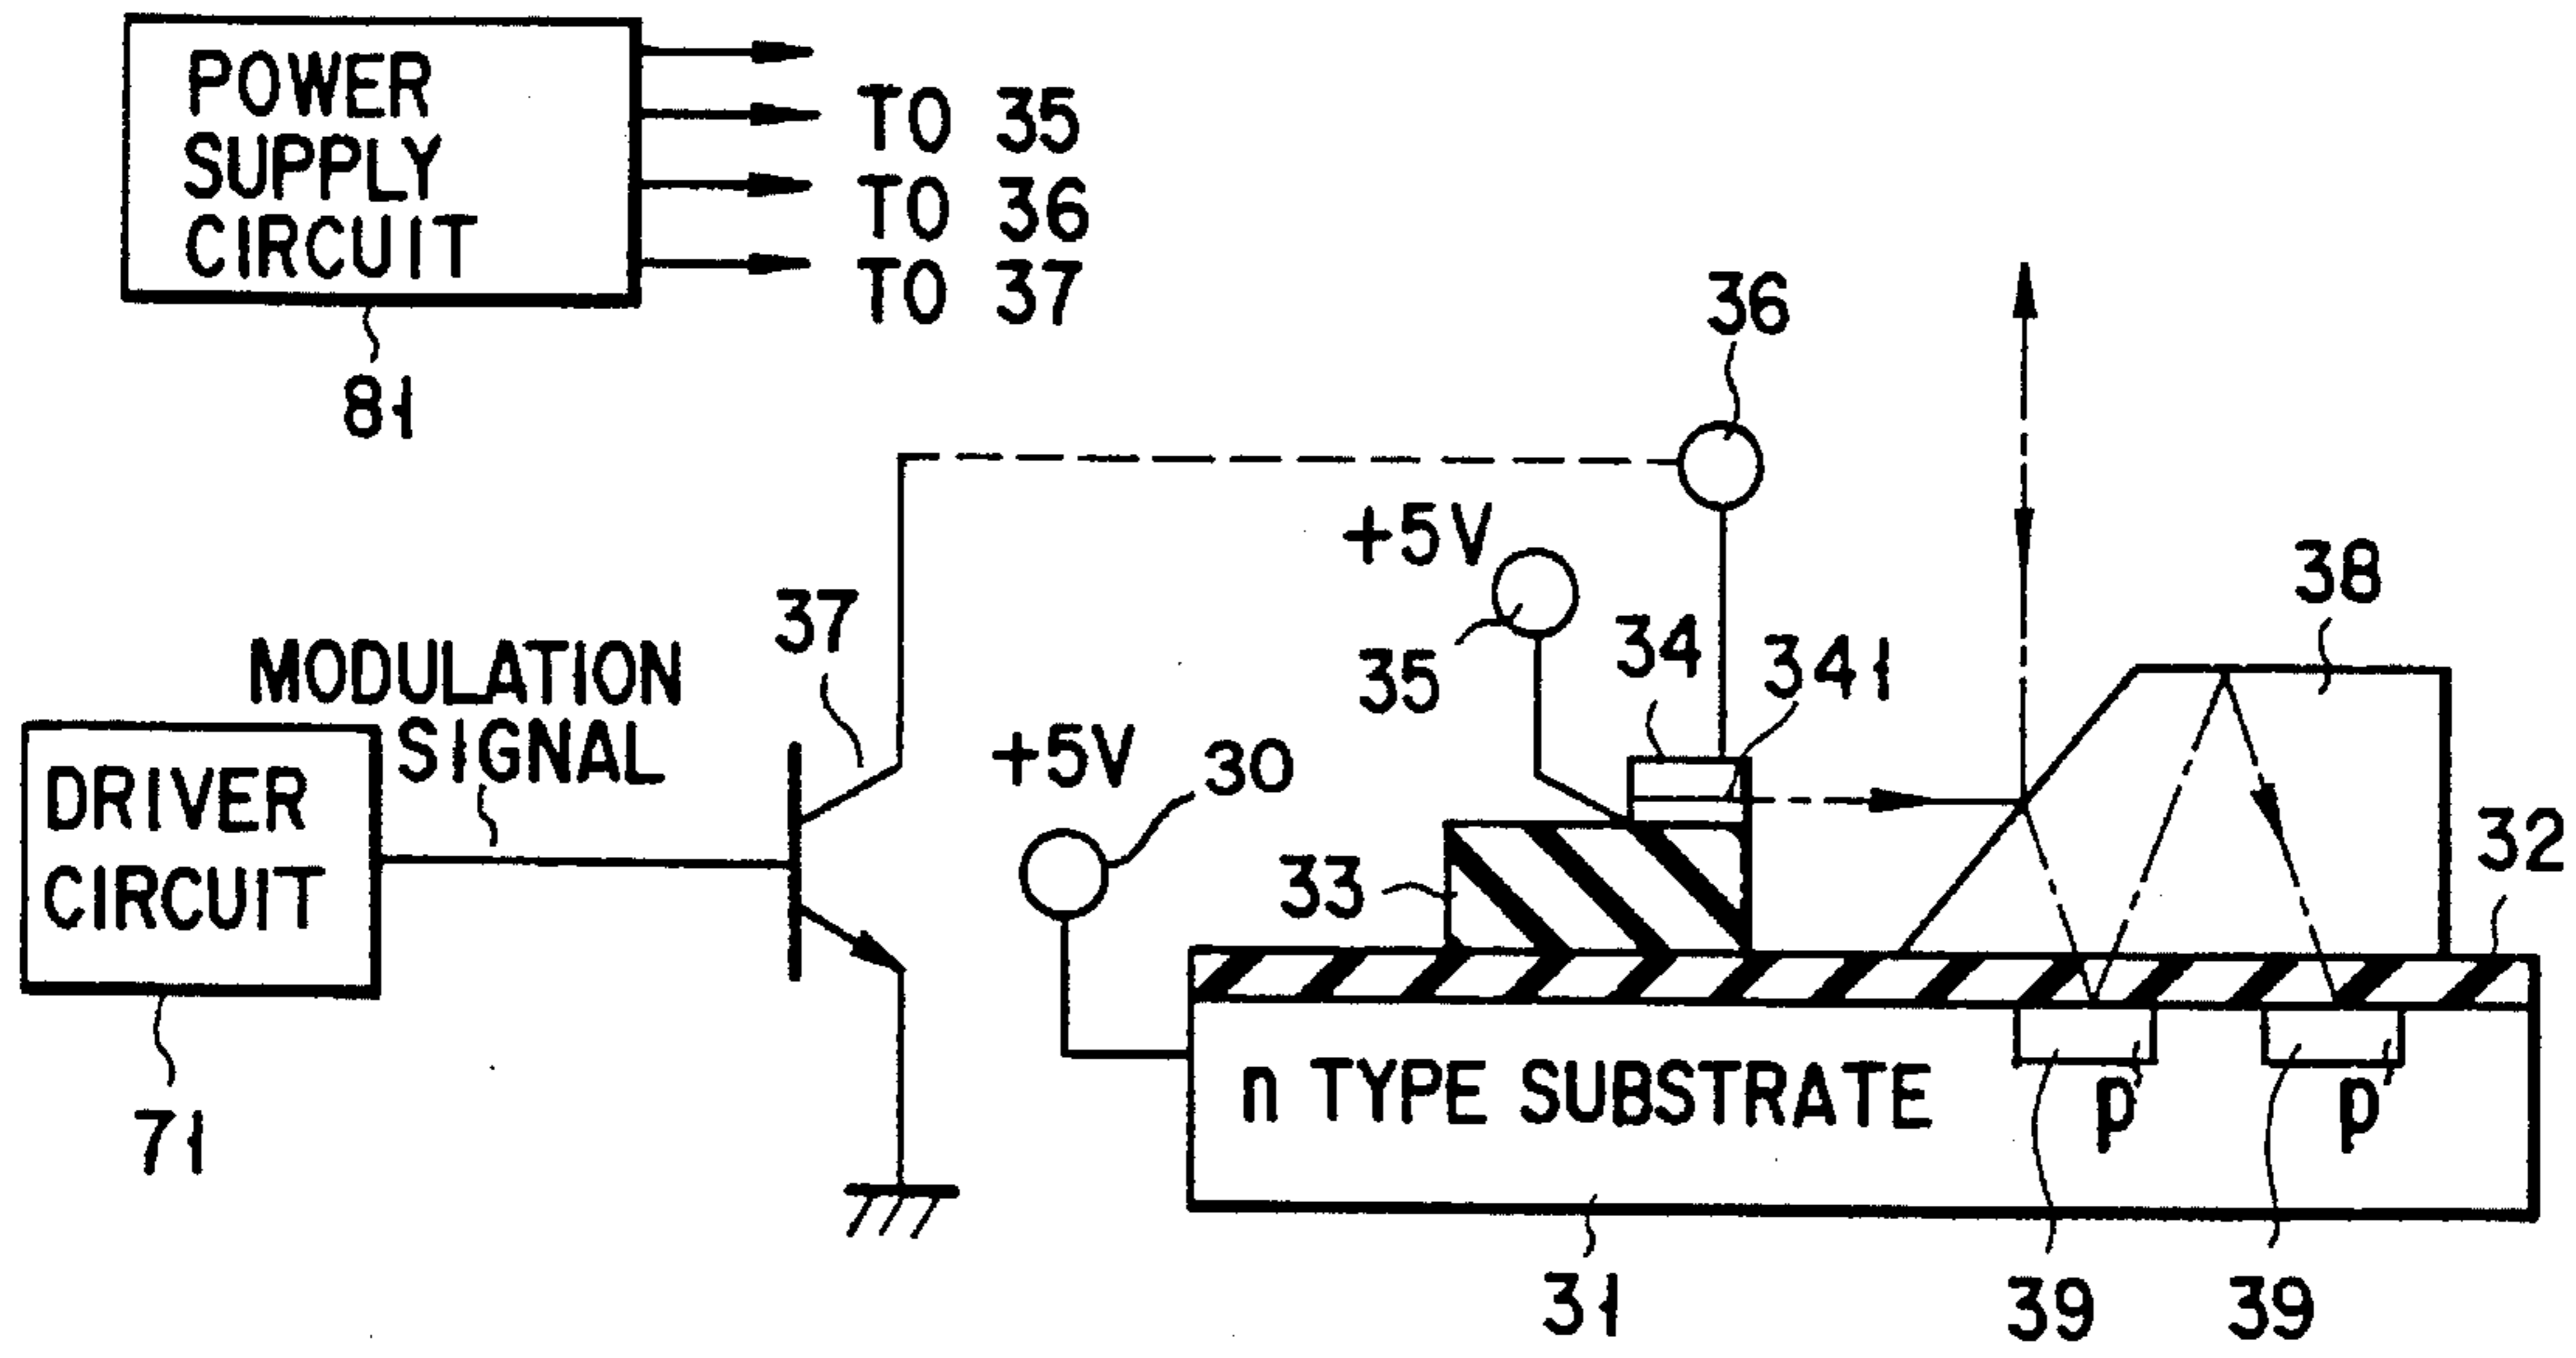 POWER
SUPPLY
CIRCUIT
TO 35
TO 36
TO 37
81
36
+5V
35
34
341
38
37
MODULATION
SIGNAL
DRIVER
CIRCUIT
71
+5V
30
33
32
n TYPE SUBSTRATE
p
p
31
39
39